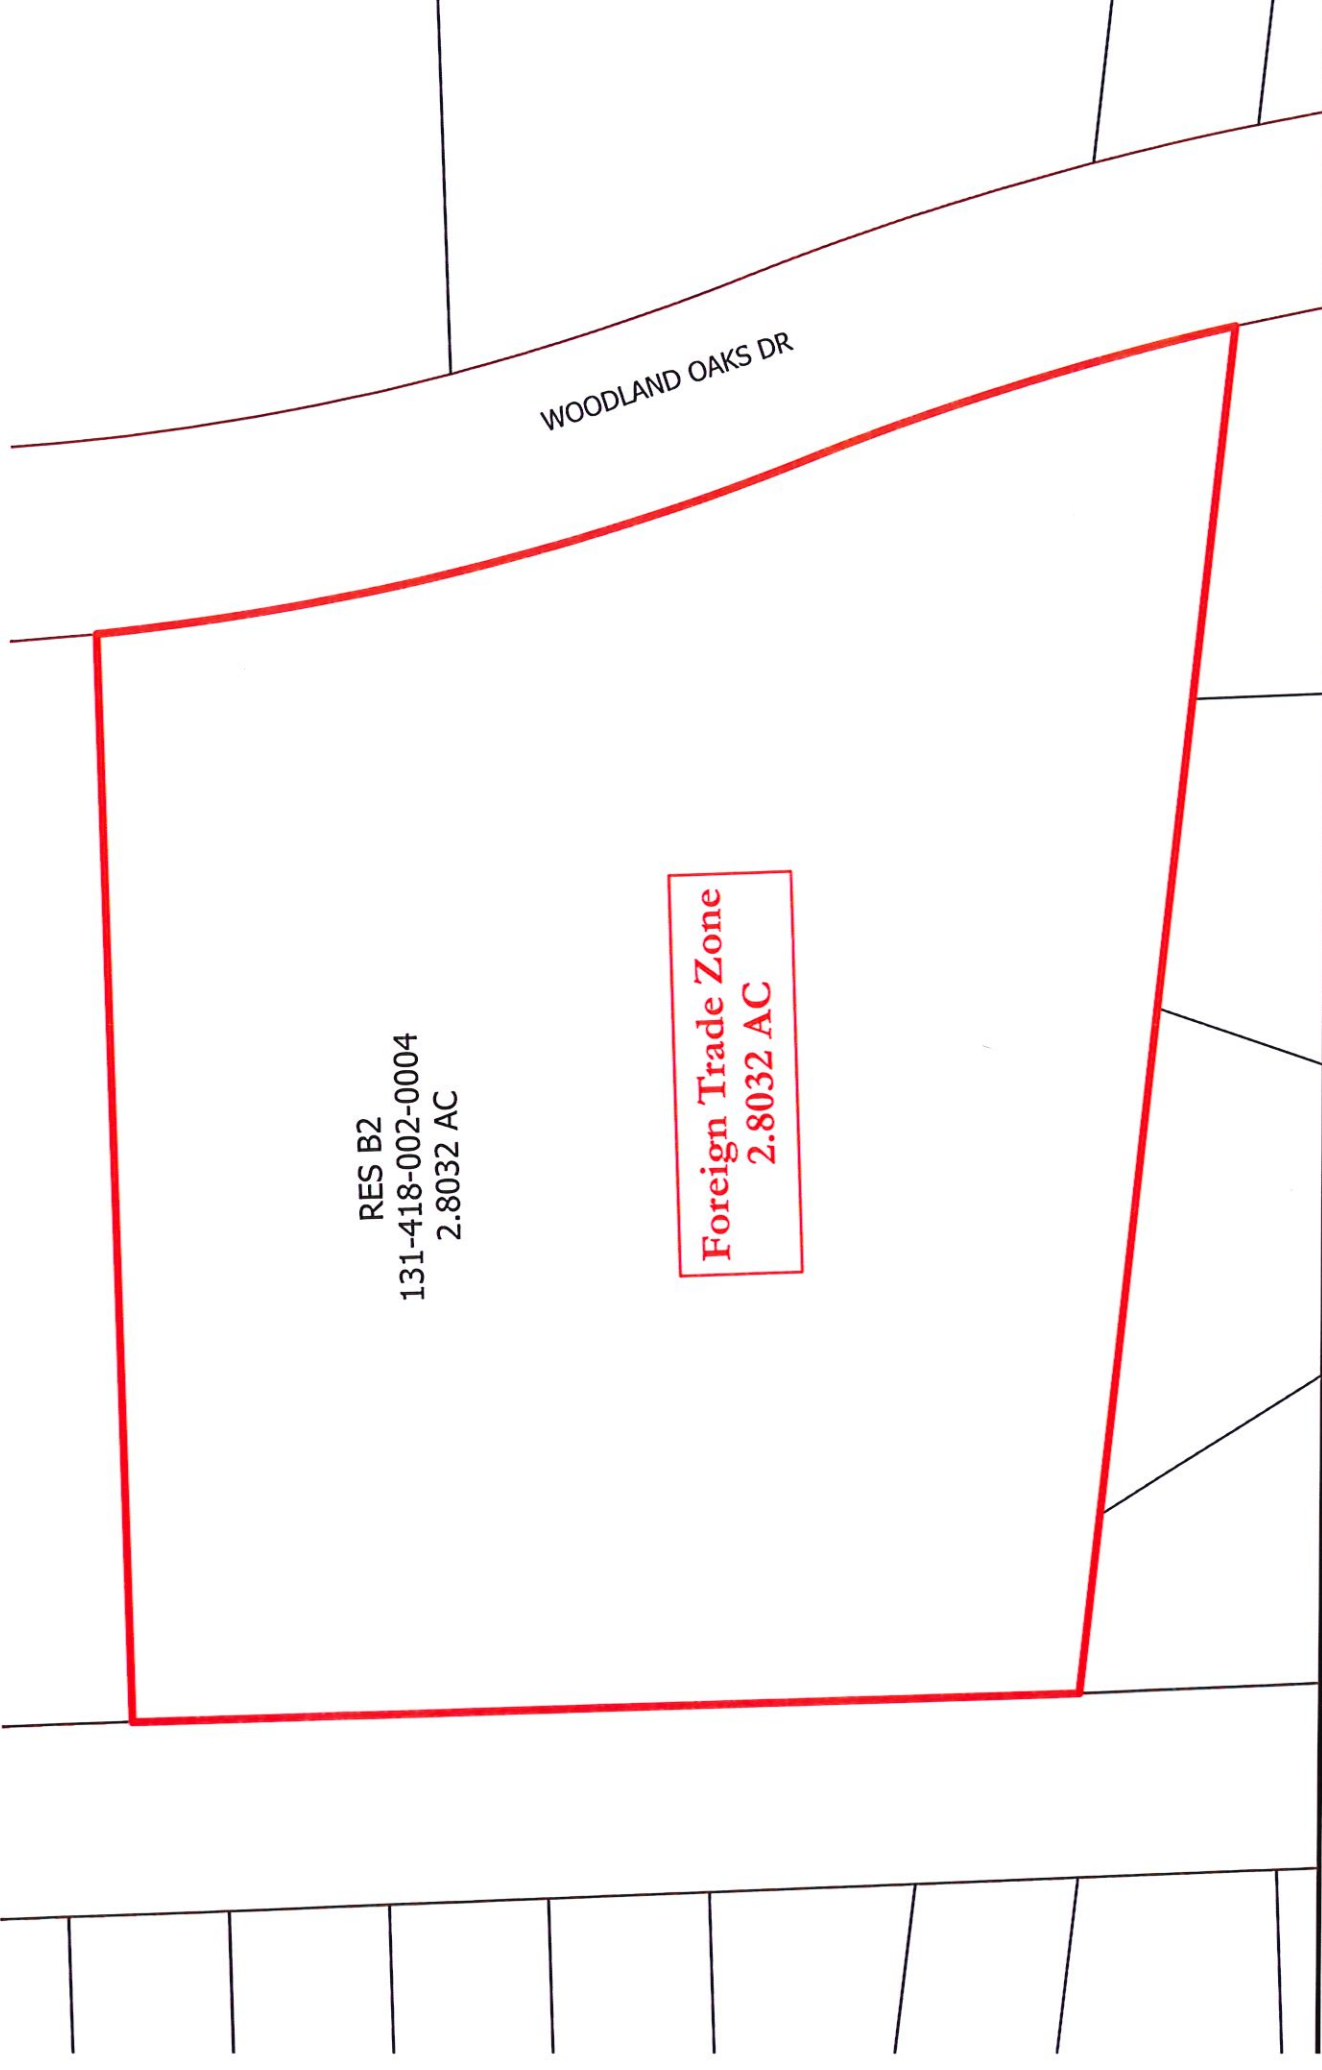 WOODLAND OAKS DR
RES B2
131-418-002-0004
2.8032 AC
Foreign Trade Zone
2.8032 AC